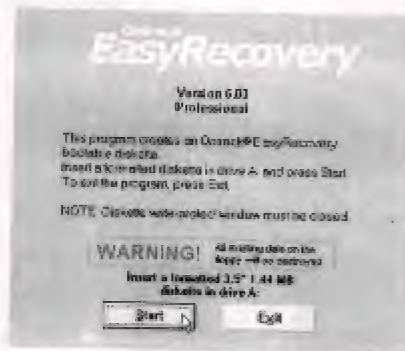 Ontrack®
EasyRecovery
Version 6.03
Professional
This program creates an Ontrack® EasyRecovery
bootable diskette.
Insert a formatted diskette in drive A: and press Start.
To exit the program, press Exit.
NOTE: Diskette write-protect window must be closed.
WARNING! All existing data on the
floppy will be destroyed
Insert a formatted 3.5" 1.44 MB
diskette in drive A:
Start Exit